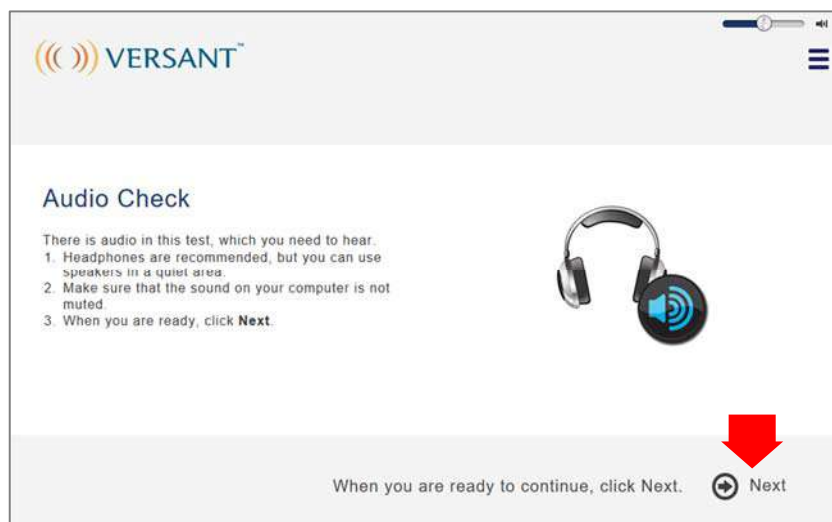 ((( ))) VERSANT™
Audio Check
There is audio in this test, which you need to hear.
1. Headphones are recommended, but you can use
speakers in a quiet area.
2. Make sure that the sound on your computer is not
muted.
3. When you are ready, click Next.
When you are ready to continue, click Next.
Next